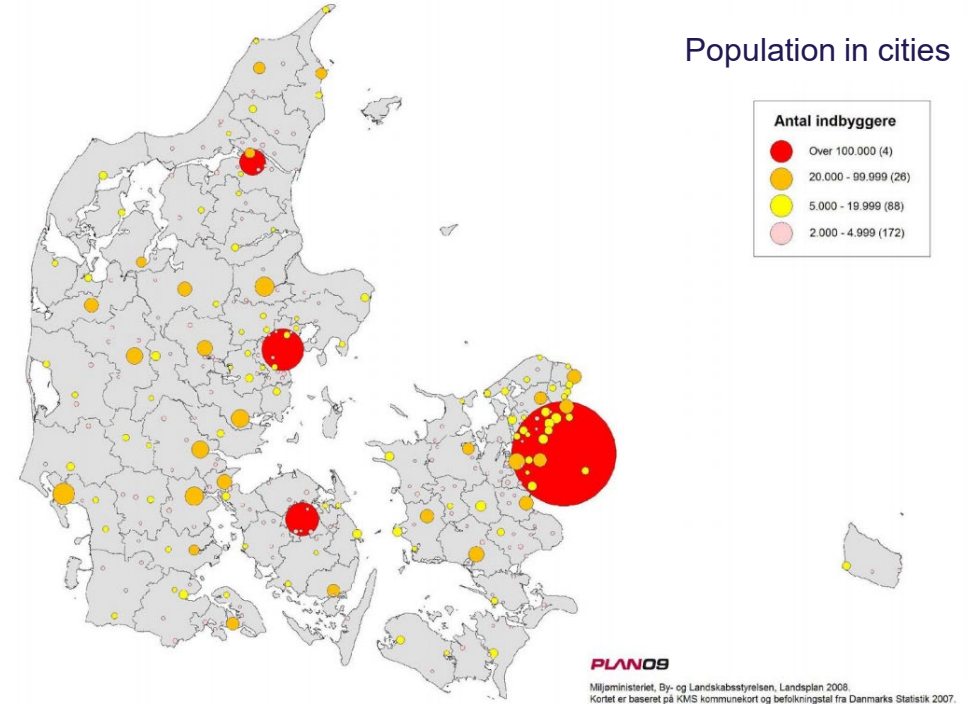 Population in cities
Antal indbyggere
Over 100.000 (4)
20.000 - 99.999 (26)
5.000 - 19.999 (88)
2.000 - 4.999 (172)
PLAN09
Miljøministeriet, By- og Landskabsstyrelsen, Landsplan 2008.
Kortet er baseret på KMS kommunekort og befolkningstal fra Danmarks Statistik 2007.